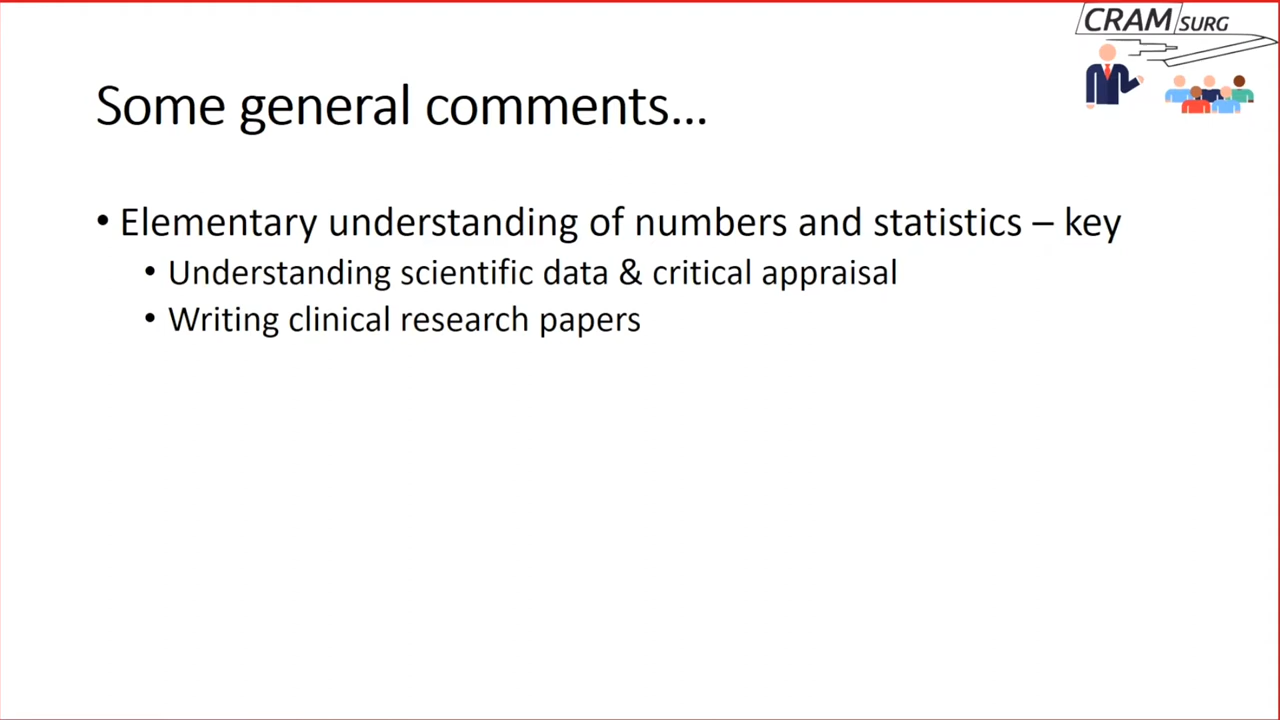 CRAM SURG
Some general comments...
• Elementary understanding of numbers and statistics – key
• Understanding scientific data & critical appraisal
• Writing clinical research papers